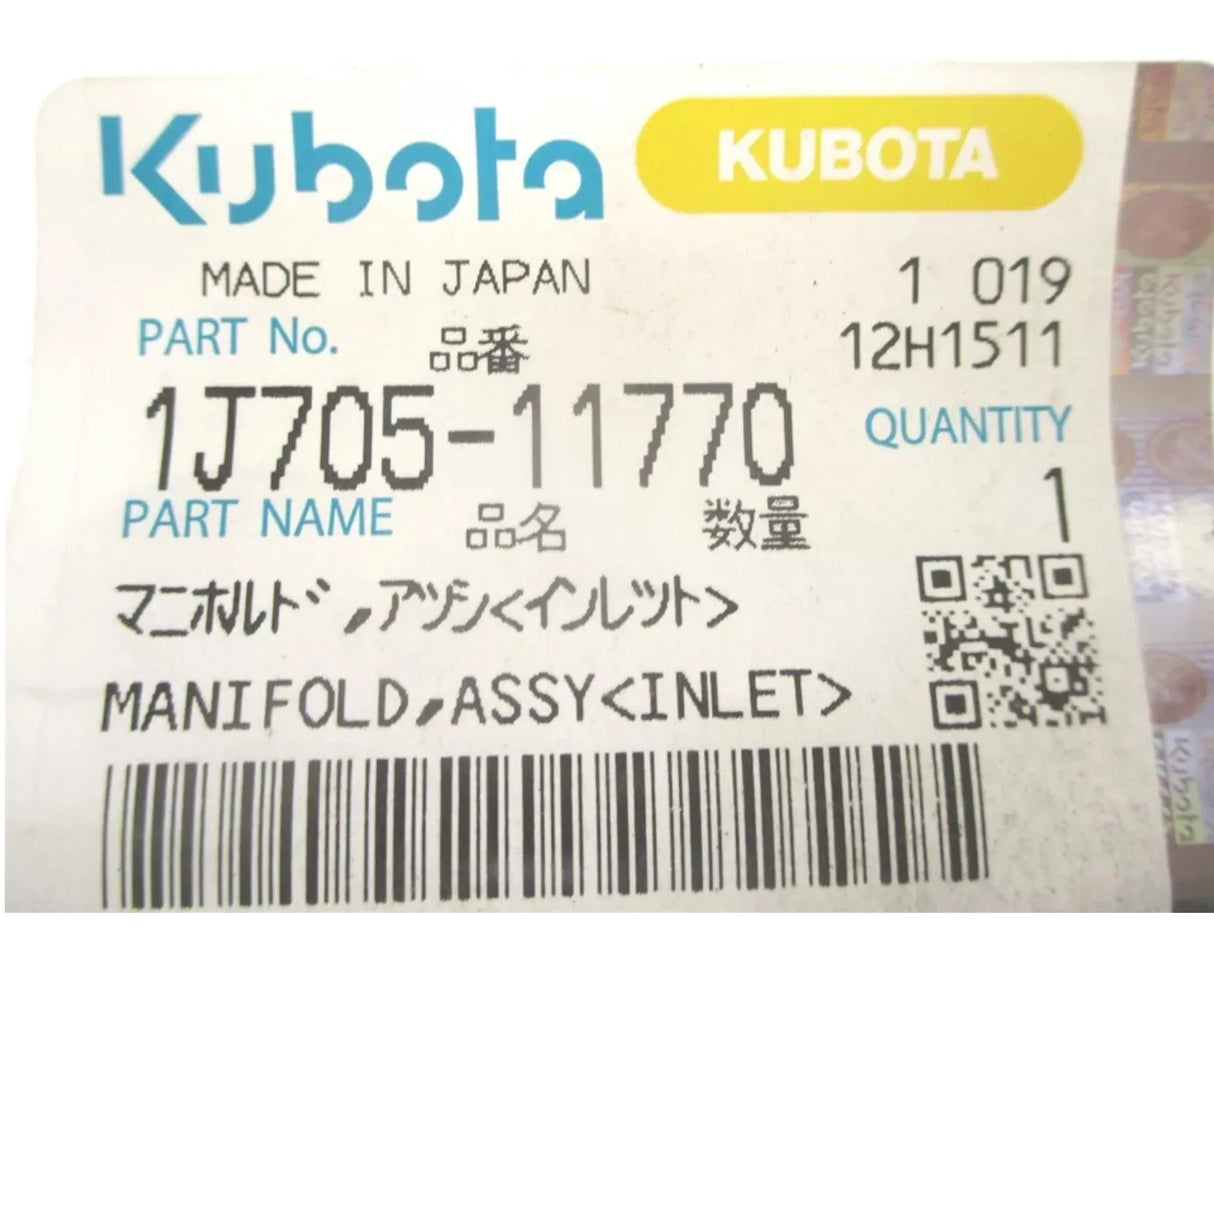 Kubota KUBOTA
MADE IN JAPAN 1 019
PART No. 品番 12H1511
1J705-11770 QUANTITY
1
PART NAME 品名 数量
マニホルド,アツシ<インレツト>
MANIFOLD,ASSY<INLET>
Kubota
Kubota